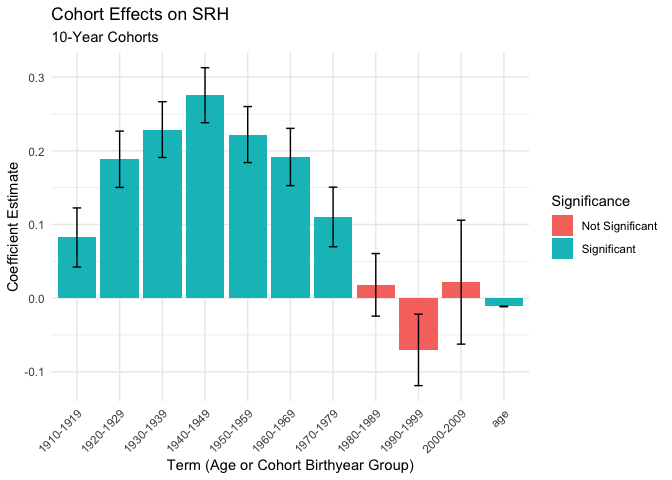 Cohort Effects on SRH
10-Year Cohorts
0.3
0.2
0.1
0.0
-0.1
Coefficient Estimate
1910-1919
1920-1929
1930-1939
1940-1949
1950-1959
1960-1969
1970-1979
1980-1989
1990-1999
2000-2009
age
Term (Age or Cohort Birthyear Group)
Significance
Not Significant
Significant